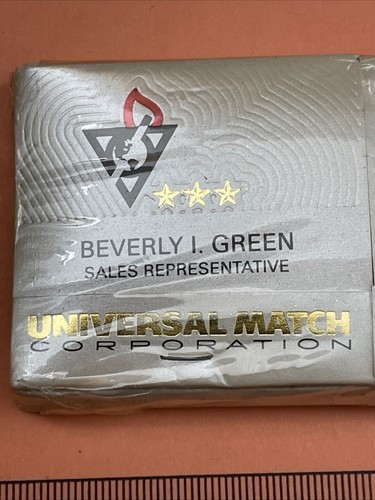 BEVERLY I. GREEN
SALES REPRESENTATIVE
UNIVERSAL MATCH
CORPORATION